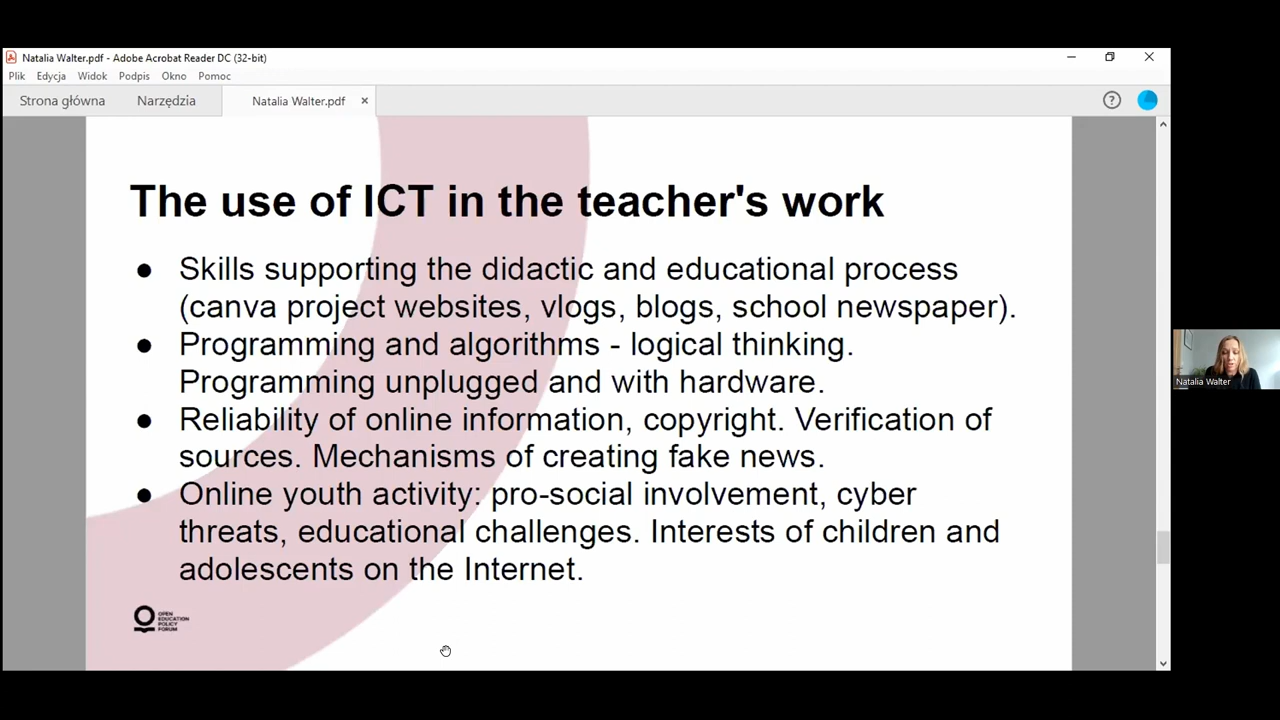 Natalia Walter.pdf - Adobe Acrobat Reader DC (32-bit)
Plik Edycja Widok Podpis Okno Pomoc
Strona główna Narzędzia Natalia Walter.pdf ×
The use of ICT in the teacher's work
● Skills supporting the didactic and educational process
(canva project websites, vlogs, blogs, school newspaper).
● Programming and algorithms - logical thinking.
Programming unplugged and with hardware.
● Reliability of online information, copyright. Verification of
sources. Mechanisms of creating fake news.
● Online youth activity: pro-social involvement, cyber
threats, educational challenges. Interests of children and
adolescents on the Internet.
OPEN
EDUCATION
POLICY
FORUM
Natalia Walter